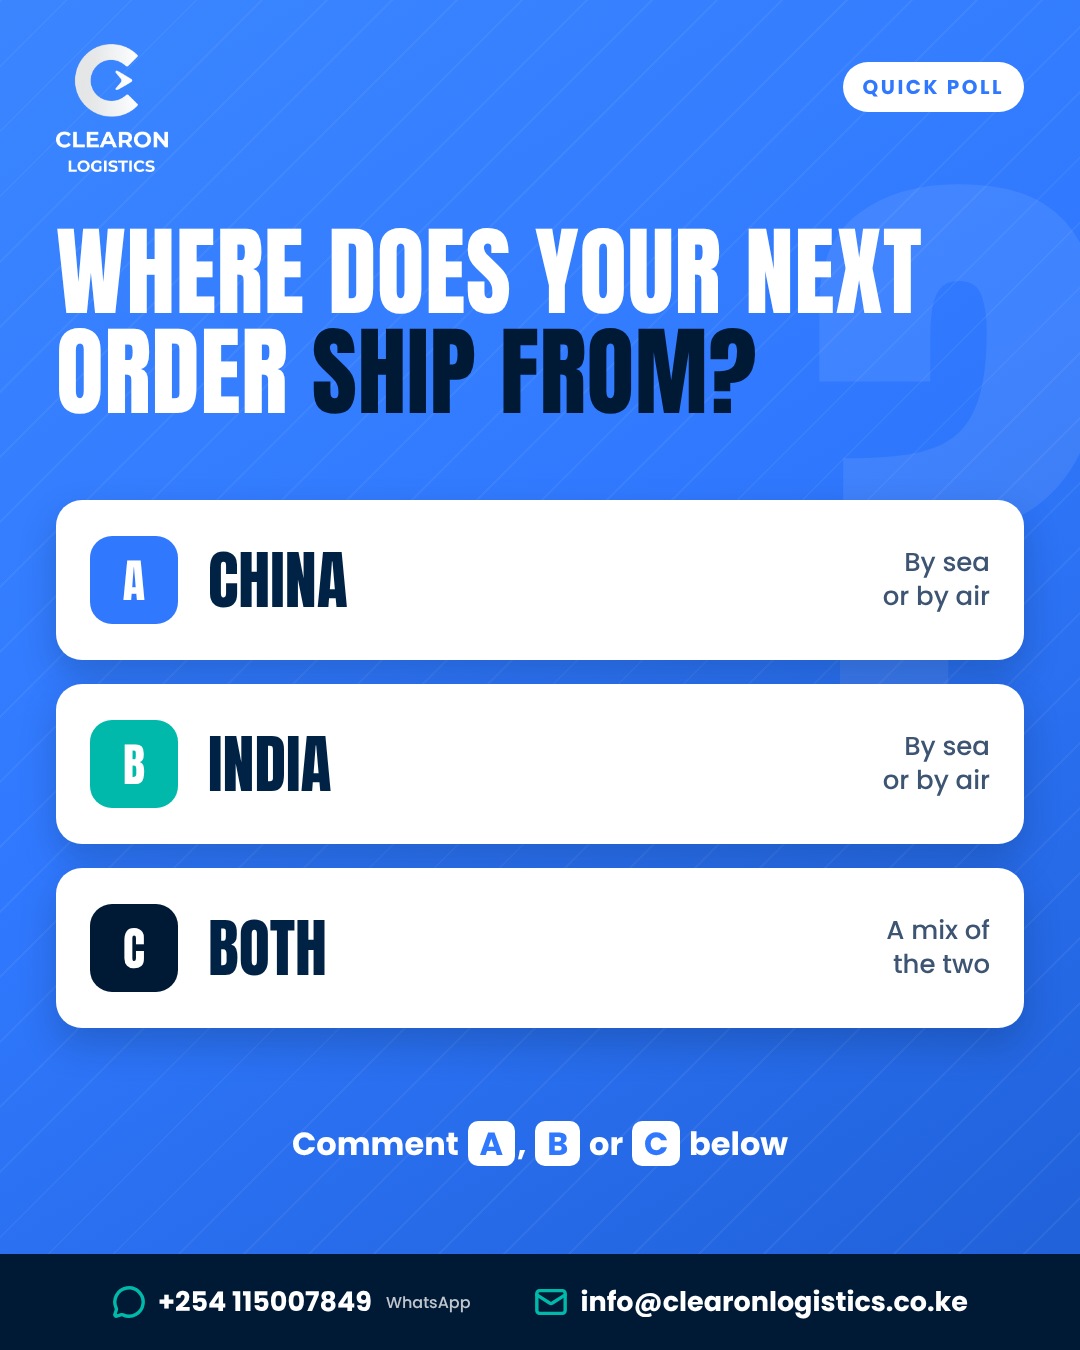 CLEARON
LOGISTICS
QUICK POLL
WHERE DOES YOUR NEXT
ORDER SHIP FROM?
A
CHINA
By sea
or by air
B
INDIA
By sea
or by air
C
BOTH
A mix of
the two
Comment A, B or C below
+254 115007849 WhatsApp
info@clearonlogistics.co.ke